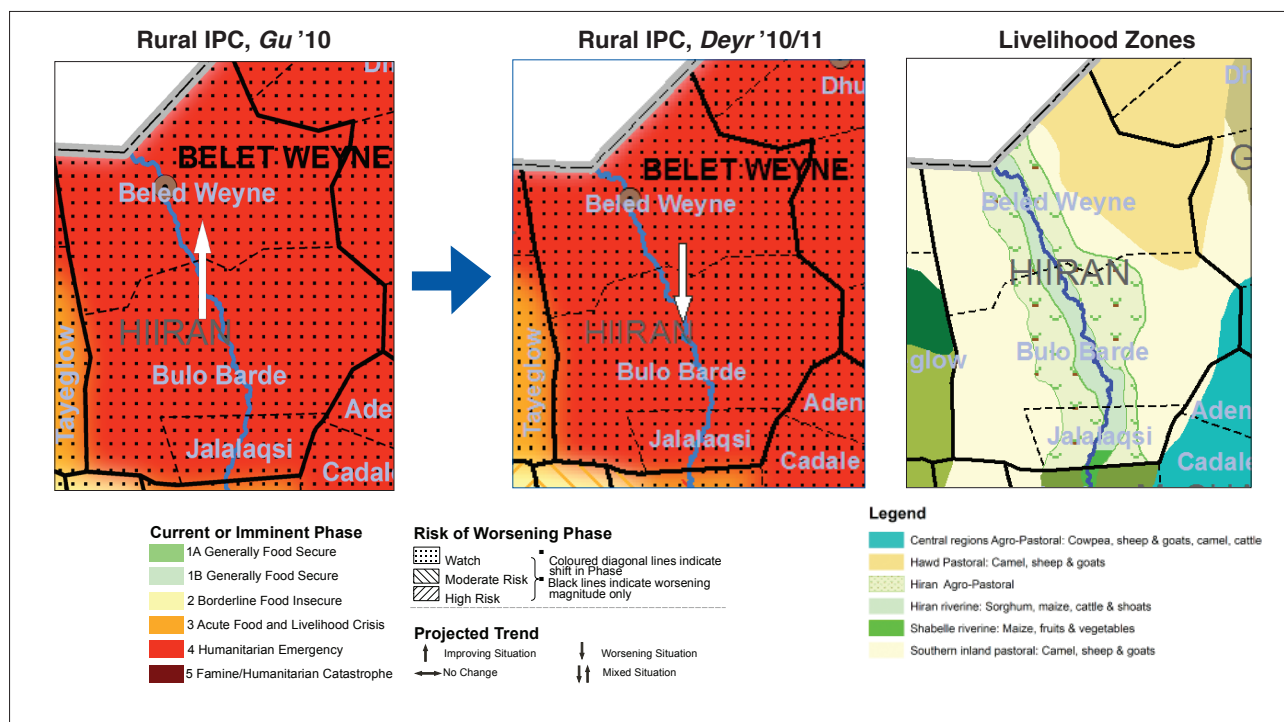 Rural IPC, Gu ’10
Rural IPC, Deyr ’10/11
Livelihood Zones
Dh
BELET WEYNE
Beled Weyne
HIIRAN
Bulo Barde
Tayeglow
Aden
Jalalaqsi
Cadale
Dhu
BELET WEYNE
Beled Weyne
HIIRAN
Bulo Barde
Tayeglow
Aden
Jalalaqsi
Cadale
Dh
G
Beled Weyne
HIIRAN
glow
Bulo Barde
Aden
Jalalaqsi
Cadale
Current or Imminent Phase
1A Generally Food Secure
1B Generally Food Secure
2 Borderline Food Insecure
3 Acute Food and Livelihood Crisis
4 Humanitarian Emergency
5 Famine/Humanitarian Catastrophe
Risk of Worsening Phase
Watch
Moderate Risk
High Risk
Coloured diagonal lines indicate
shift in Phase
Black lines indicate worsening
magnitude only
Projected Trend
Improving Situation
Worsening Situation
No Change
Mixed Situation
Legend
Central regions Agro-Pastoral: Cowpea, sheep & goats, camel, cattle
Hawd Pastoral: Camel, sheep & goats
Hiran Agro-Pastoral
Hiran riverine: Sorghum, maize, cattle & shoats
Shabelle riverine: Maize, fruits & vegetables
Southern inland pastoral: Camel, sheep & goats